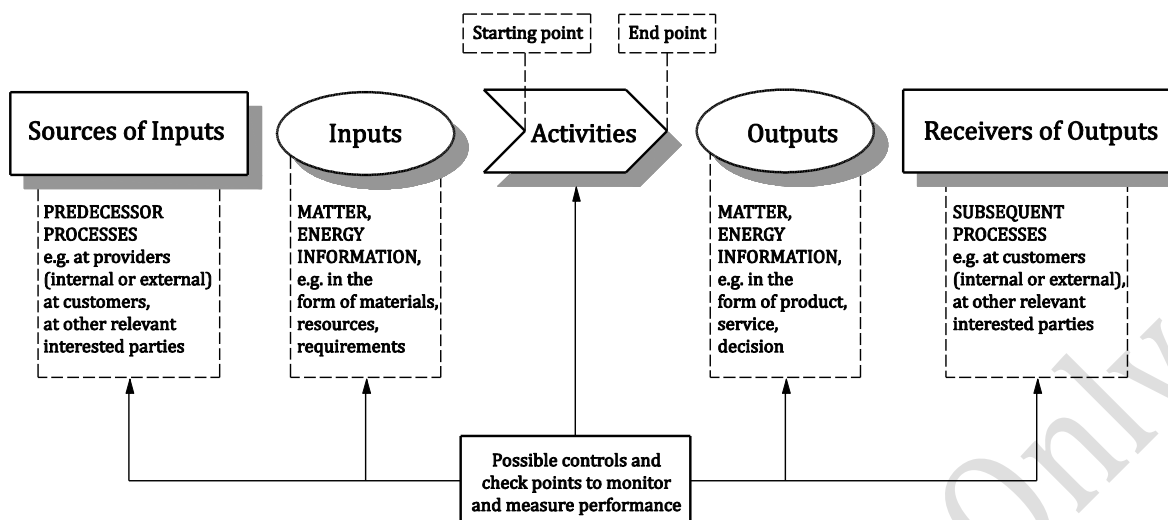 Starting point
End point
Sources of Inputs
Inputs
Activities
Outputs
Receivers of Outputs
PREDECESSOR
PROCESSES
e.g. at providers
(internal or external)
at customers,
at other relevant
interested parties
MATTER,
ENERGY
INFORMATION,
e.g. in the
form of materials,
resources,
requirements
MATTER,
ENERGY
INFORMATION,
e.g. in the
form of product,
service,
decision
SUBSEQUENT
PROCESSES
e.g. at customers
(internal or external),
at other relevant
interested parties
Possible controls and
check points to monitor
and measure performance
Only